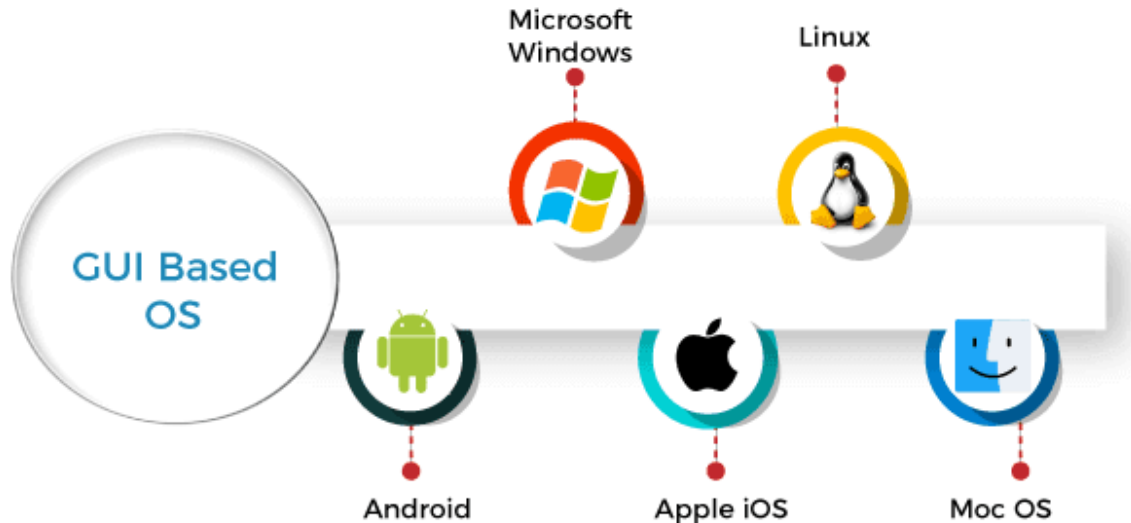 Microsoft
Windows
Linux
GUI Based
OS
Android
Apple iOS
Moc OS